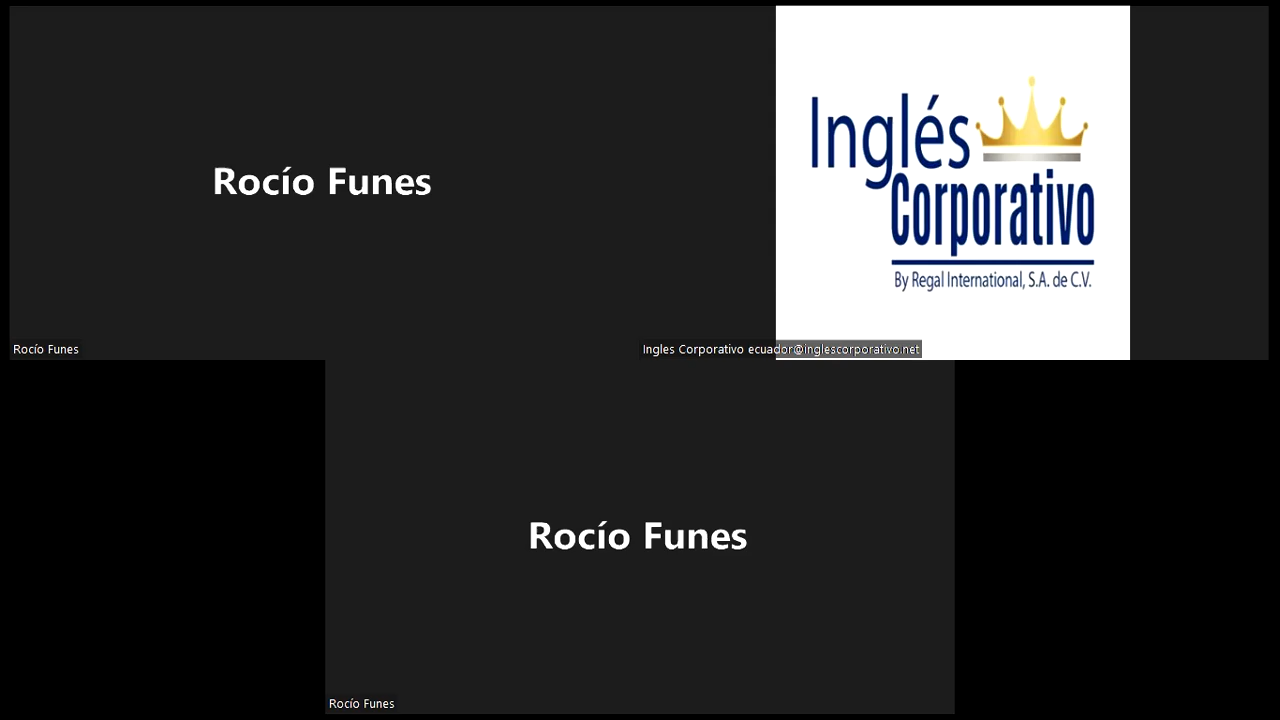 Rocío Funes
Inglés
Corporativo
By Regal International, S.A. de C.V.
Rocío Funes
Ingles Corporativo ecuador@inglescorporativo.net
Rocío Funes
Rocío Funes